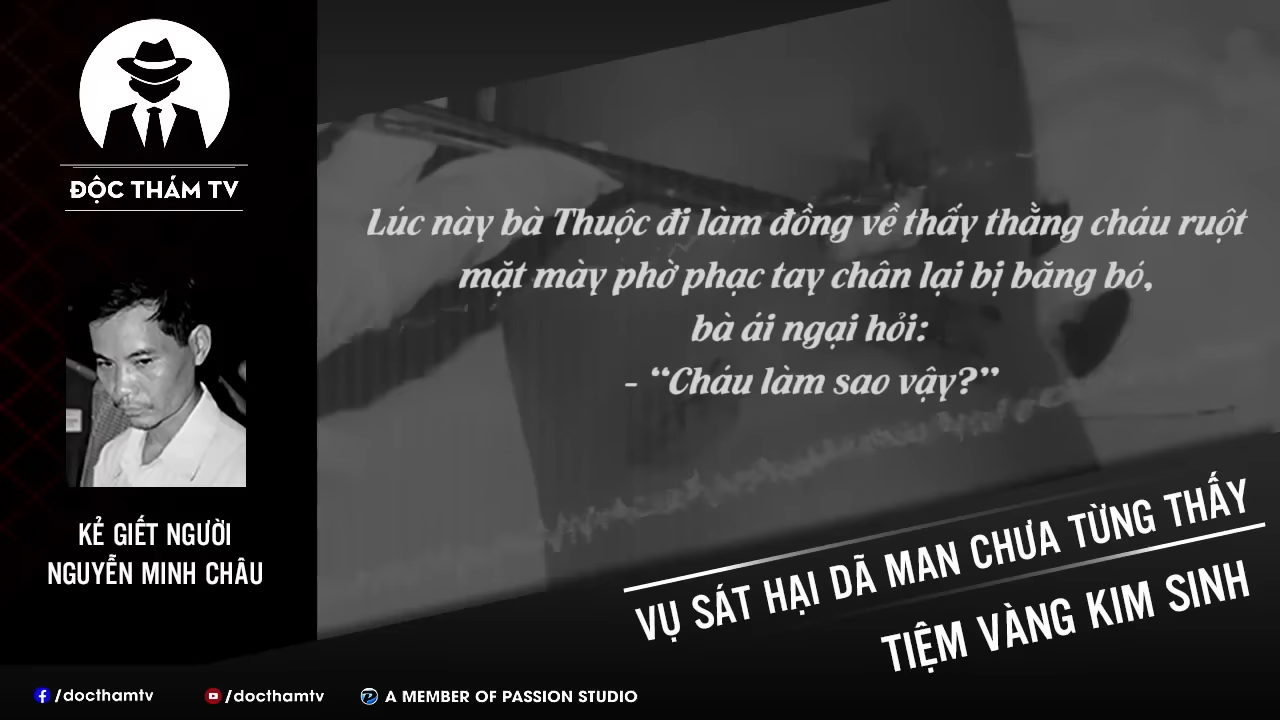 ĐỘC THÁM TV
KẺ GIẾT NGƯỜI
NGUYỄN MINH CHÂU
Lúc này bà Thuộc đi làm đồng về thấy thằng cháu ruột
mặt mày phờ phạc tay chân lại bị băng bó,
bà ái ngại hỏi:
- “Cháu làm sao vậy?”
VỤ SÁT HẠI DÃ MAN CHƯA TỪNG THẤY
TIỆM VÀNG KIM SINH
/docthamtv
/docthamtv
A MEMBER OF PASSION STUDIO